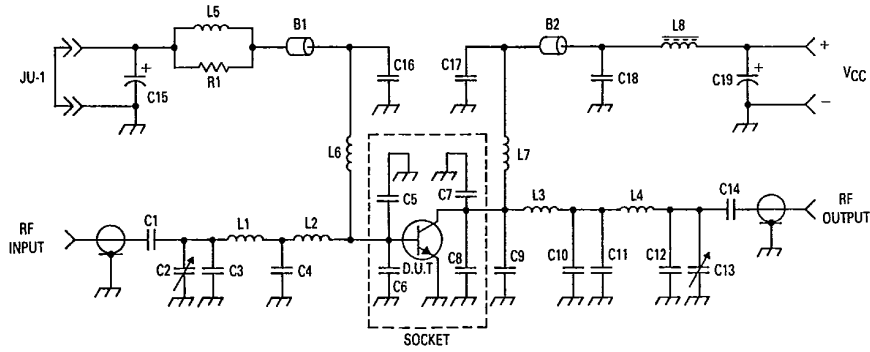 L5
B1
B2
L8
+
JU-1
+
C15
R1
C16
C17
C18
C19
+
VCC
–
L6
L7
C5
C7
RF
INPUT
C1
L1
L2
L3
L4
C14
RF
OUTPUT
C2
C3
C4
C6
D.U.T
C8
C9
C10
C11
C12
C13
SOCKET